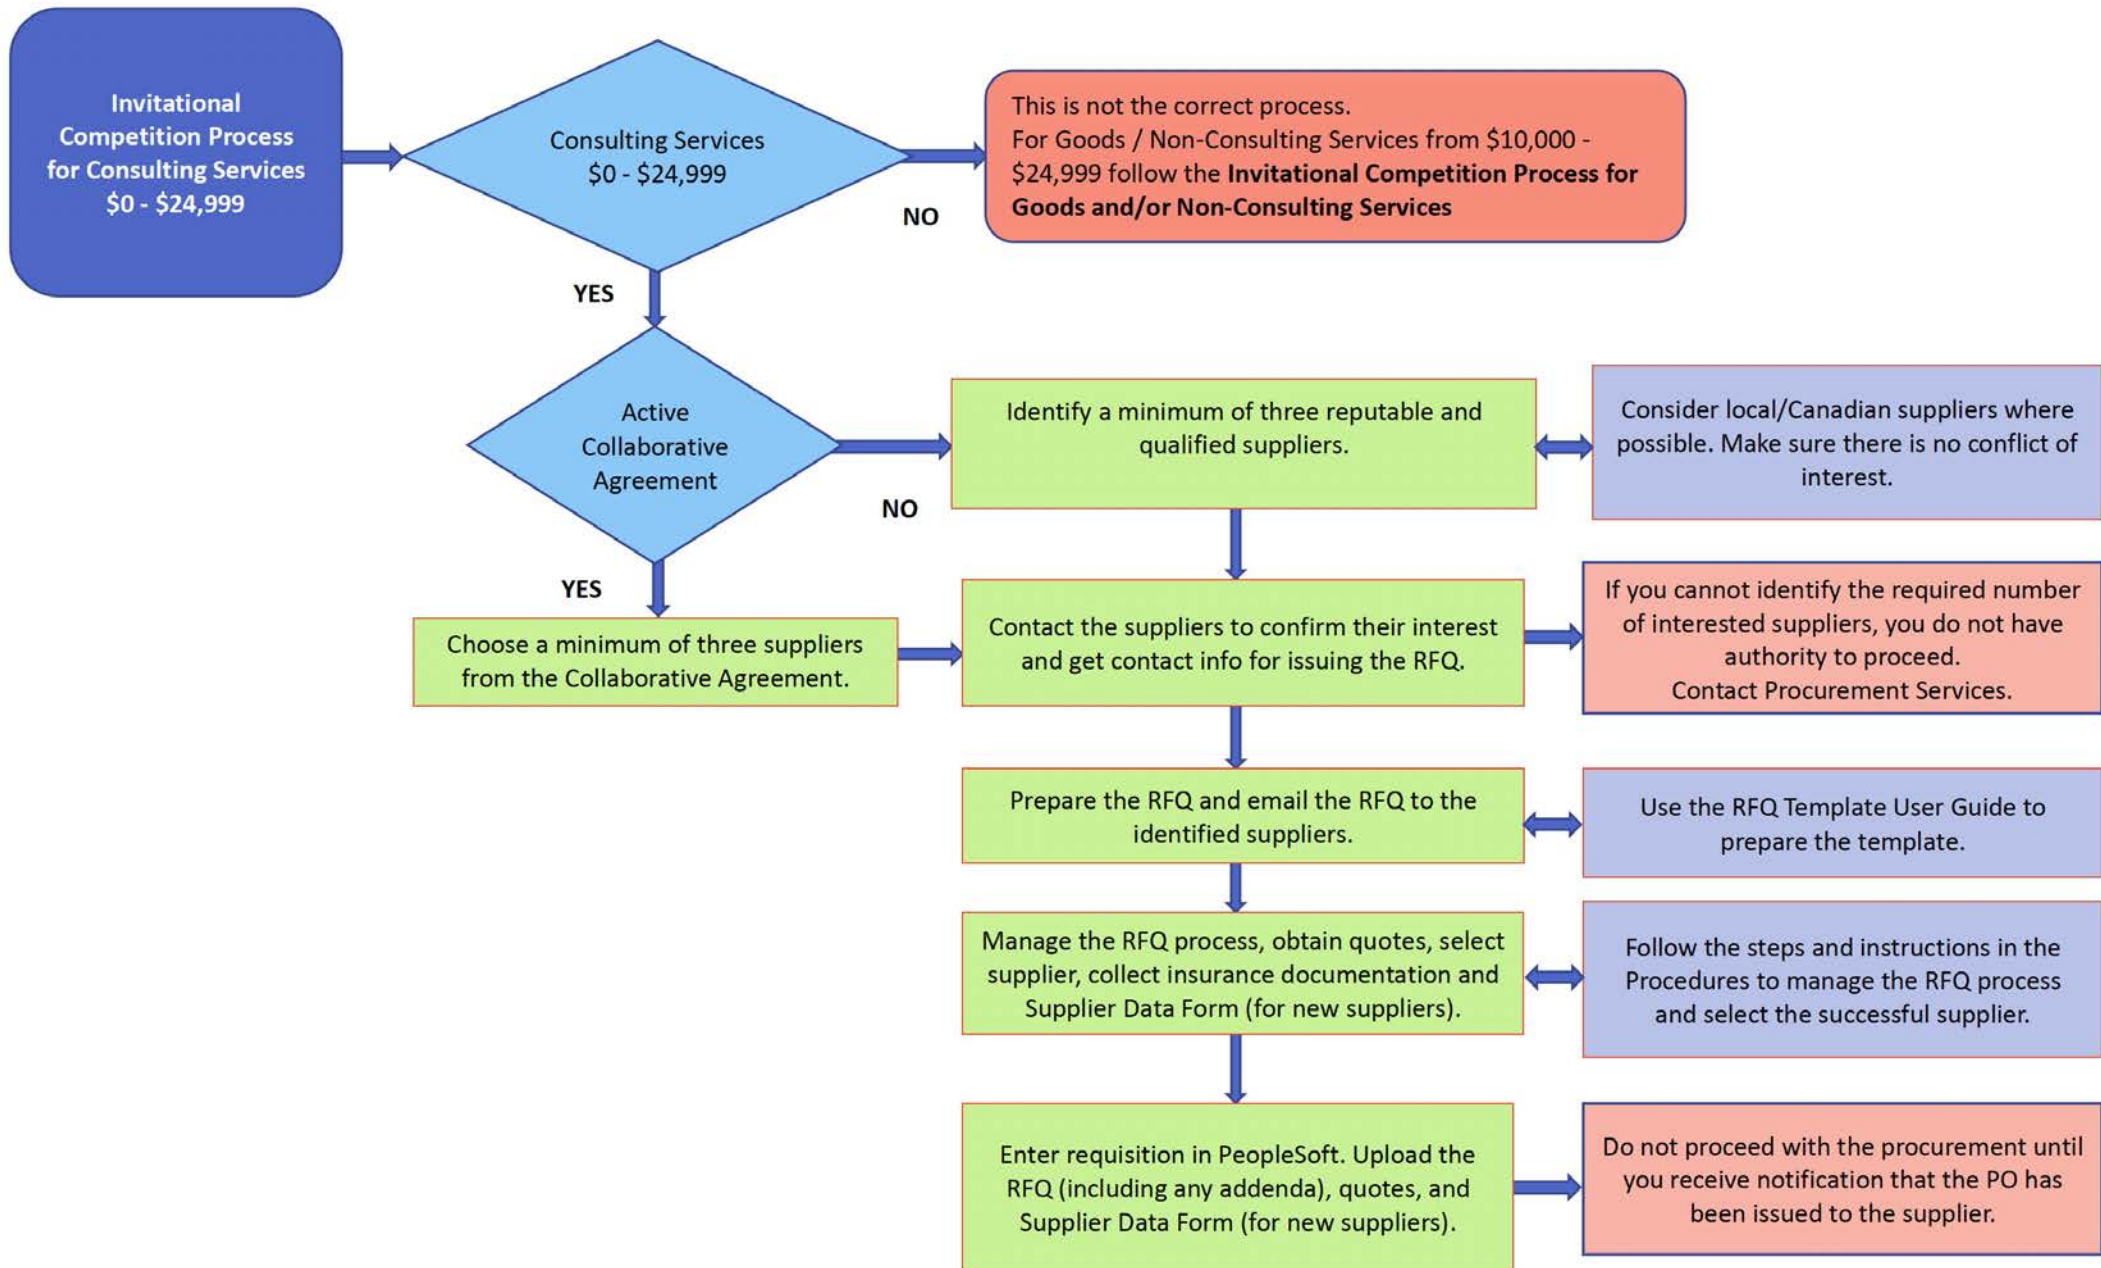 Invitational
Competition Process
for Consulting Services
$0 - $24,999
Consulting Services
$0 - $24,999
This is not the correct process.
For Goods / Non-Consulting Services from $10,000 -
$24,999 follow the Invitational Competition Process for
Goods and/or Non-Consulting Services
NO
YES
Active
Collaborative
Agreement
NO
Identify a minimum of three reputable and
qualified suppliers.
Consider local/Canadian suppliers where
possible. Make sure there is no conflict of
interest.
YES
Choose a minimum of three suppliers
from the Collaborative Agreement.
Contact the suppliers to confirm their interest
and get contact info for issuing the RFQ.
If you cannot identify the required number
of interested suppliers, you do not have
authority to proceed.
Contact Procurement Services.
Prepare the RFQ and email the RFQ to the
identified suppliers.
Use the RFQ Template User Guide to
prepare the template.
Manage the RFQ process, obtain quotes, select
supplier, collect insurance documentation and
Supplier Data Form (for new suppliers).
Follow the steps and instructions in the
Procedures to manage the RFQ process
and select the successful supplier.
Enter requisition in PeopleSoft. Upload the
RFQ (including any addenda), quotes, and
Supplier Data Form (for new suppliers).
Do not proceed with the procurement until
you receive notification that the PO has
been issued to the supplier.